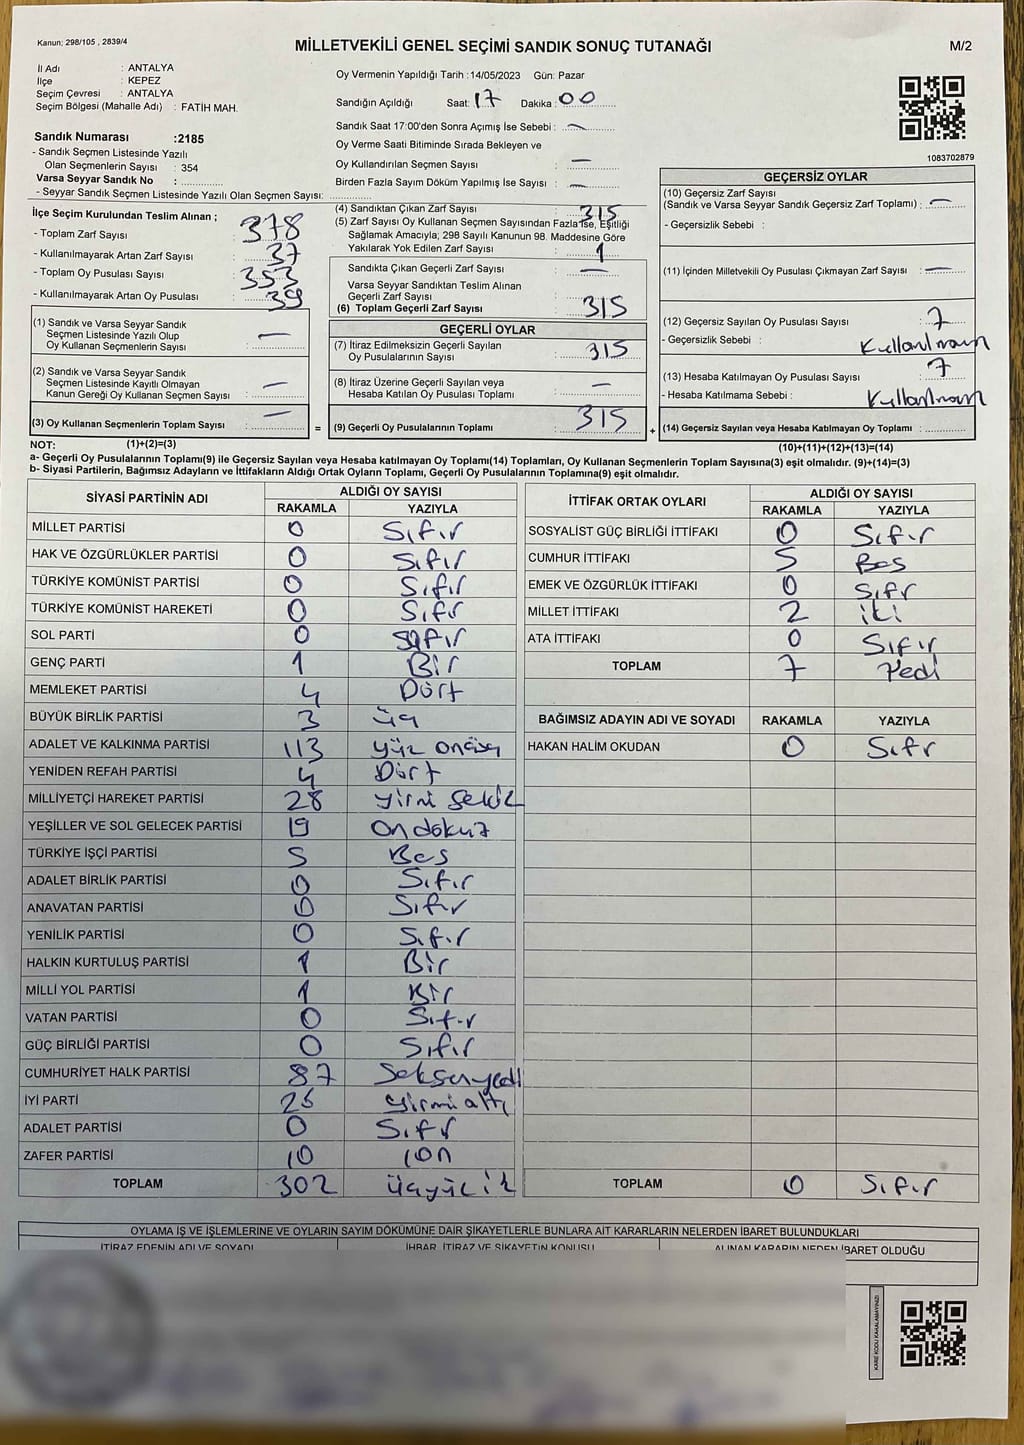 Kanun; 298/105 , 2839/4
MİLLETVEKİLİ GENEL SEÇİMİ SANDIK SONUÇ TUTANAĞI
M/2
İl Adı : ANTALYA
İlçe : KEPEZ
Seçim Çevresi : ANTALYA
Seçim Bölgesi (Mahalle Adı) : FATİH MAH.
Sandık Numarası :2185
- Sandık Seçmen Listesinde Yazılı
Olan Seçmenlerin Sayısı : 354
Varsa Seyyar Sandık No :
- Seyyar Sandık Seçmen Listesinde Yazılı Olan Seçmen Sayısı:
Oy Vermenin Yapıldığı Tarih :14/05/2023 Gün: Pazar
Sandığın Açıldığı Saat: 17 Dakika : 00
Sandık Saat 17:00'den Sonra Açımış İse Sebebi : —
Oy Verme Saati Bitiminde Sırada Bekleyen ve
Oy Kullandırılan Seçmen Sayısı : —
Birden Fazla Sayım Döküm Yapılmış İse Sayısı : —
1083702879
İlçe Seçim Kurulundan Teslim Alınan ;
- Toplam Zarf Sayısı : 378
- Kullanılmayarak Artan Zarf Sayısı : 37
- Toplam Oy Pusulası Sayısı : 353
- Kullanılmayarak Artan Oy Pusulası : 39
(4) Sandıktan Çıkan Zarf Sayısı : 315
(5) Zarf Sayısı Oy Kullanan Seçmen Sayısından Fazla İse, Eşitliği
Sağlamak Amacıyla; 298 Sayılı Kanunun 98. Maddesine Göre
Yakılarak Yok Edilen Zarf Sayısı : 1
Sandıkta Çıkan Geçerli Zarf Sayısı : —
Varsa Seyyar Sandıktan Teslim Alınan
Geçerli Zarf Sayısı :
(6) Toplam Geçerli Zarf Sayısı : 315
GEÇERSİZ OYLAR
(10) Geçersiz Zarf Sayısı
(Sandık ve Varsa Seyyar Sandık Geçersiz Zarf Toplamı) : —
- Geçersizlik Sebebi :
(11) İçinden Milletvekili Oy Pusulası Çıkmayan Zarf Sayısı : —
(12) Geçersiz Sayılan Oy Pusulası Sayısı : 7
- Geçersizlik Sebebi : Kullanılmayan
(13) Hesaba Katılmayan Oy Pusulası Sayısı : 7
- Hesaba Katılmama Sebebi : Kullanılmayan
(14) Geçersiz Sayılan veya Hesaba Katılmayan Oy Toplamı :
(1) Sandık ve Varsa Seyyar Sandık
Seçmen Listesinde Yazılı Olup
Oy Kullanan Seçmenlerin Sayısı : —
(2) Sandık ve Varsa Seyyar Sandık
Seçmen Listesinde Kayıtlı Olmayan
Kanun Gereği Oy Kullanan Seçmen Sayısı : —
(3) Oy Kullanan Seçmenlerin Toplam Sayısı : —
=
GEÇERLİ OYLAR
(7) İtiraz Edilmeksizin Geçerli Sayılan
Oy Pusulalarının Sayısı : 315
(8) İtiraz Üzerine Geçerli Sayılan veya
Hesaba Katılan Oy Pusulası Toplamı : —
(9) Geçerli Oy Pusulalarının Toplamı : 315
+
NOT: (1)+(2)=(3)
(10)+(11)+(12)+(13)=(14)
a- Geçerli Oy Pusulalarının Toplamı(9) ile Geçersiz Sayılan veya Hesaba katılmayan Oy Toplamı(14) Toplamları, Oy Kullanan Seçmenlerin Toplam Sayısına(3) eşit olmalıdır. (9)+(14)=(3)
b- Siyasi Partilerin, Bağımsız Adayların ve İttifakların Aldığı Ortak Oyların Toplamı, Geçerli Oy Pusulalarının Toplamına(9) eşit olmalıdır.
SİYASİ PARTİNİN ADI ALDIĞI OY SAYISI
RAKAMLA YAZIYLA
MİLLET PARTİSİ 0 Sıfır
HAK VE ÖZGÜRLÜKLER PARTİSİ 0 Sıfır
TÜRKİYE KOMÜNİST PARTİSİ 0 Sıfır
TÜRKİYE KOMÜNİST HAREKETİ 0 Sıfır
SOL PARTİ 0 Sıfır
GENÇ PARTİ 1 Bir
MEMLEKET PARTİSİ 4 Dört
BÜYÜK BİRLİK PARTİSİ 3 üç
ADALET VE KALKINMA PARTİSİ 113 yüz onüç
YENİDEN REFAH PARTİSİ 4 Dört
MİLLİYETÇİ HAREKET PARTİSİ 28 yirmi sekiz
YEŞİLLER VE SOL GELECEK PARTİSİ 19 on dokuz
TÜRKİYE İŞÇİ PARTİSİ 5 Beş
ADALET BİRLİK PARTİSİ 0 Sıfır
ANAVATAN PARTİSİ 0 Sıfır
YENİLİK PARTİSİ 0 Sıfır
HALKIN KURTULUŞ PARTİSİ 1 Bir
MİLLİ YOL PARTİSİ 1 Bir
VATAN PARTİSİ 0 Sıfır
GÜÇ BİRLİĞİ PARTİSİ 0 Sıfır
CUMHURİYET HALK PARTİSİ 87 Seksenyedi
İYİ PARTİ 26 yirmi altı
ADALET PARTİSİ 0 Sıfır
ZAFER PARTİSİ 10 on
TOPLAM 302 üçyüz iki
İTTİFAK ORTAK OYLARI ALDIĞI OY SAYISI
RAKAMLA YAZIYLA
SOSYALİST GÜÇ BİRLİĞİ İTTİFAKI 0 Sıfır
CUMHUR İTTİFAKI 5 Beş
EMEK VE ÖZGÜRLÜK İTTİFAKI 0 Sıfır
MİLLET İTTİFAKI 2 iki
ATA İTTİFAKI 0 Sıfır
TOPLAM 7 Yedi
BAĞIMSIZ ADAYIN ADI VE SOYADI RAKAMLA YAZIYLA
HAKAN HALİM OKUDAN 0 Sıfır
TOPLAM 0 Sıfır
OYLAMA İŞ VE İŞLEMLERİNE VE OYLARIN SAYIM DÖKÜMÜNE DAİR ŞİKAYETLERLE BUNLARA AİT KARARLARIN NELERDEN İBARET BULUNDUKLARI
İTİRAZ EDENİN ADI VE SOYADI İHBAR, İTİRAZ VE ŞİKAYETİN KONUSU ALINAN KARARIN NEDEN İBARET OLDUĞU
KARE KODU KARALAMAYINIZ!